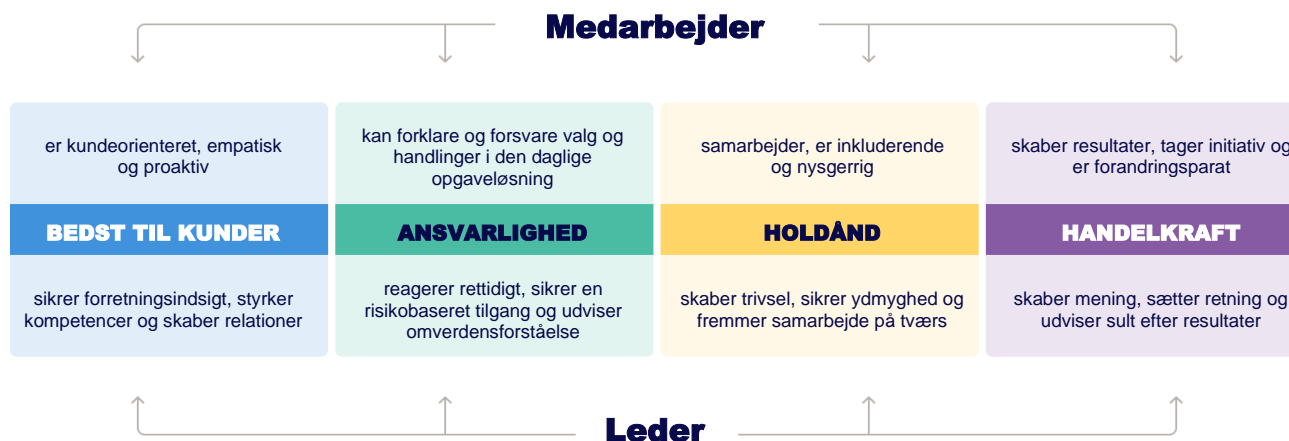 Medarbejder
er kundeorienteret, empatisk
og proaktiv
kan forklare og forsvare valg og
handlinger i den daglige
opgaveløsning
samarbejder, er inkluderende
og nysgerrig
skaber resultater, tager initiativ og
er forandringsparat
BEDST TIL KUNDER
ANSVARLIGHED
HOLDÅND
HANDELKRAFT
sikrer forretningsindsigt, styrker
kompetencer og skaber relationer
reagerer rettidigt, sikrer en
risikobaseret tilgang og udviser
omverdensforståelse
skaber trivsel, sikrer ydmyghed og
fremmer samarbejde på tværs
skaber mening, sætter retning og
udviser sult efter resultater
Leder